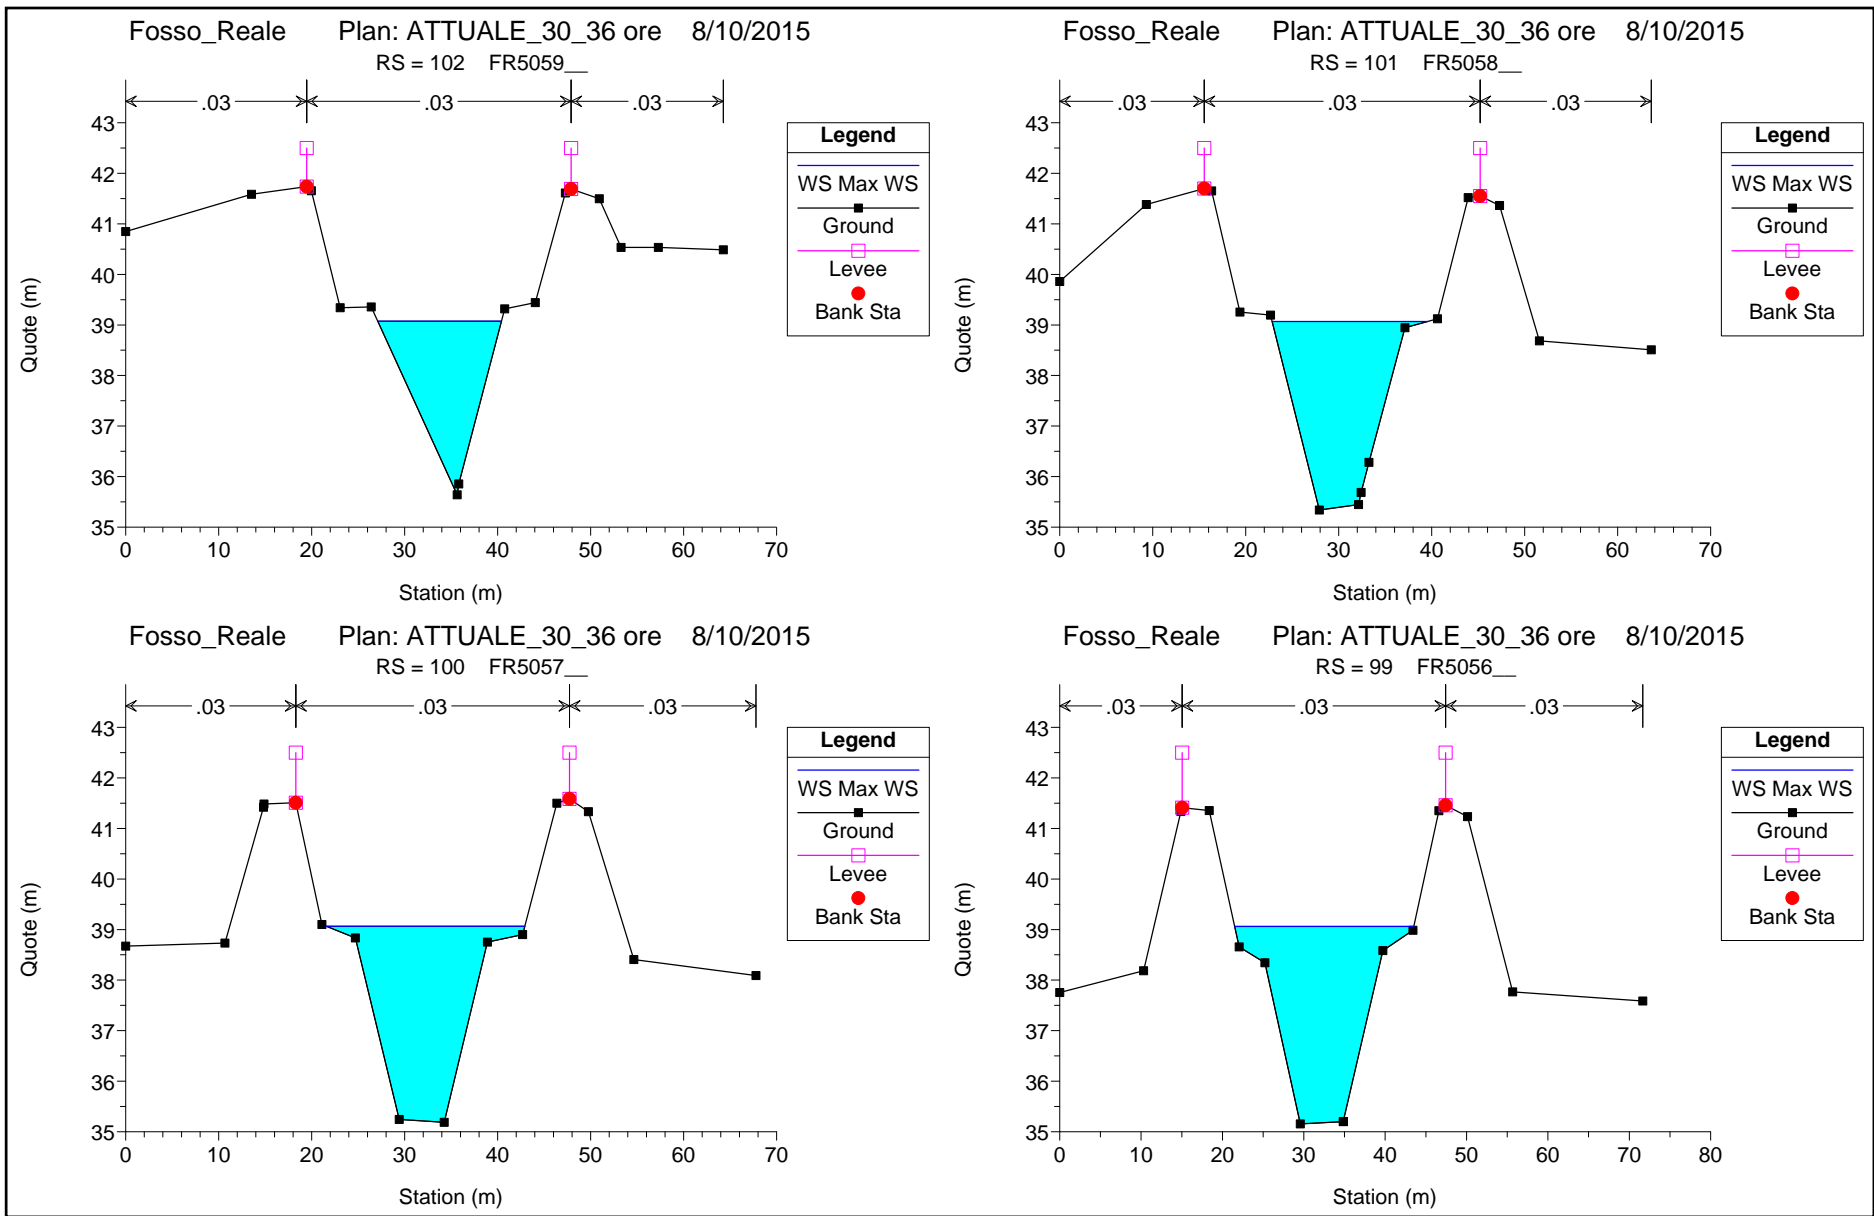 Fosso_Reale Plan: ATTUALE_30_36 ore 8/10/2015
RS = 102 FR5059__
.03 .03 .03
43
42
41
40
39
38
37
36
35
Quote (m)
0 10 20 30 40 50 60 70
Station (m)
Legend
WS Max WS
Ground
Levee
Bank Sta
Fosso_Reale Plan: ATTUALE_30_36 ore 8/10/2015
RS = 101 FR5058__
.03 .03 .03
43
42
41
40
39
38
37
36
35
Quote (m)
0 10 20 30 40 50 60 70
Station (m)
Legend
WS Max WS
Ground
Levee
Bank Sta
Fosso_Reale Plan: ATTUALE_30_36 ore 8/10/2015
RS = 100 FR5057__
.03 .03 .03
43
42
41
40
39
38
37
36
35
Quote (m)
0 10 20 30 40 50 60 70
Station (m)
Legend
WS Max WS
Ground
Levee
Bank Sta
Fosso_Reale Plan: ATTUALE_30_36 ore 8/10/2015
RS = 99 FR5056__
.03 .03 .03
43
42
41
40
39
38
37
36
35
Quote (m)
0 10 20 30 40 50 60 70 80
Station (m)
Legend
WS Max WS
Ground
Levee
Bank Sta